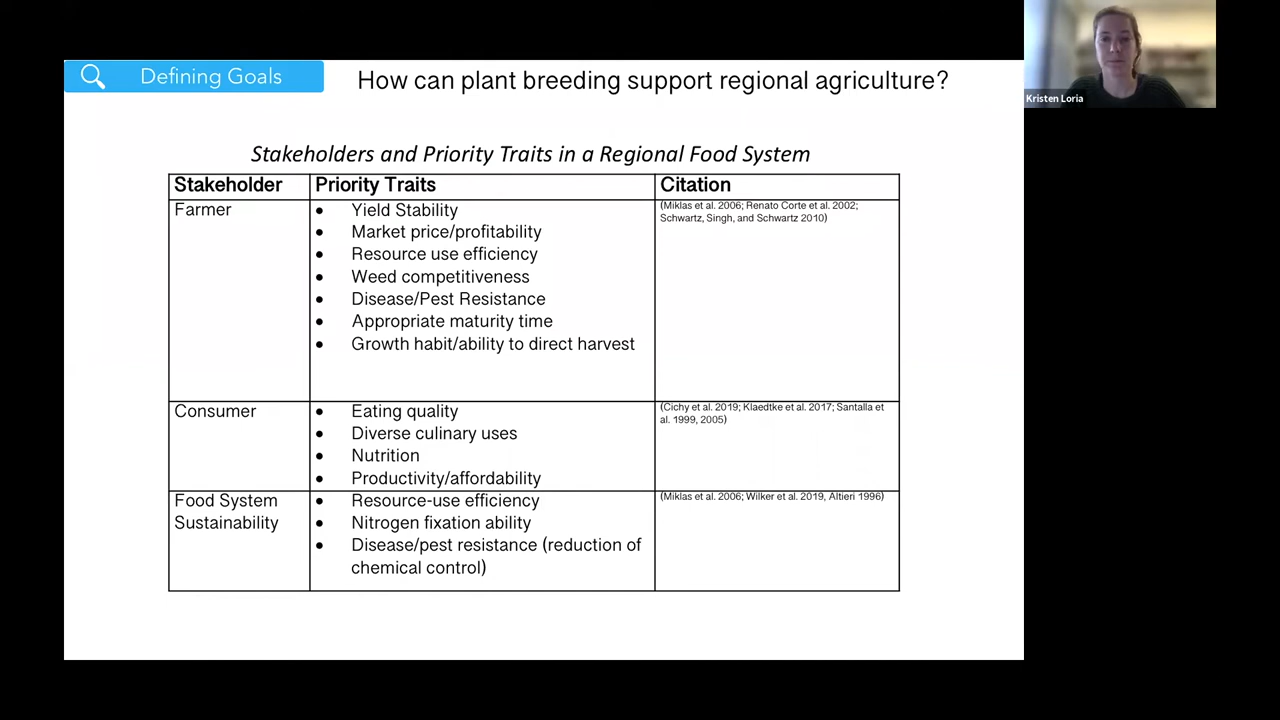 Defining Goals
How can plant breeding support regional agriculture?
Kristen Loria
Stakeholders and Priority Traits in a Regional Food System
Stakeholder
Priority Traits
Citation
Farmer
• Yield Stability
• Market price/profitability
• Resource use efficiency
• Weed competitiveness
• Disease/Pest Resistance
• Appropriate maturity time
• Growth habit/ability to direct harvest
(Miklas et al. 2006; Renato Corte et al. 2002;
Schwartz, Singh, and Schwartz 2010)
Consumer
• Eating quality
• Diverse culinary uses
• Nutrition
• Productivity/affordability
(Cichy et al. 2019; Klaedtke et al. 2017; Santalla et
al. 1999, 2005)
Food System
Sustainability
• Resource-use efficiency
• Nitrogen fixation ability
• Disease/pest resistance (reduction of
chemical control)
(Miklas et al. 2006; Wilker et al. 2019, Altieri 1996)